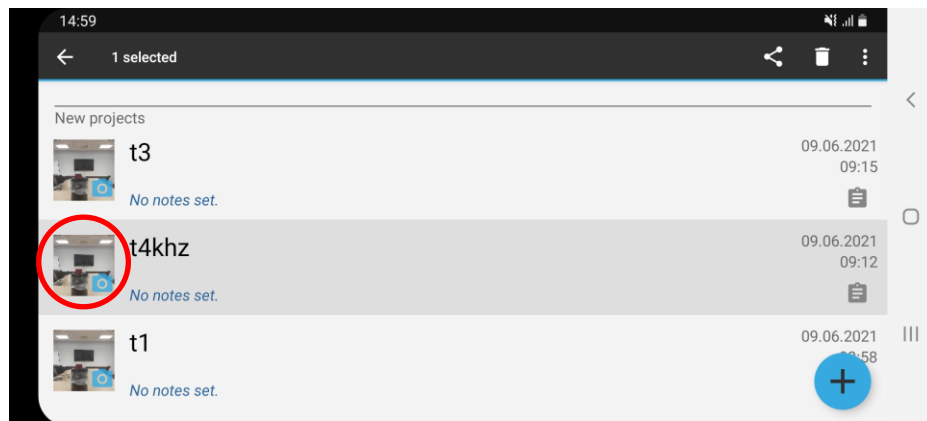 14:59
1 selected
New projects
t3
09.06.2021
09:15
No notes set.
t4khz
09.06.2021
09:12
No notes set.
t1
09.06.2021
No notes set.